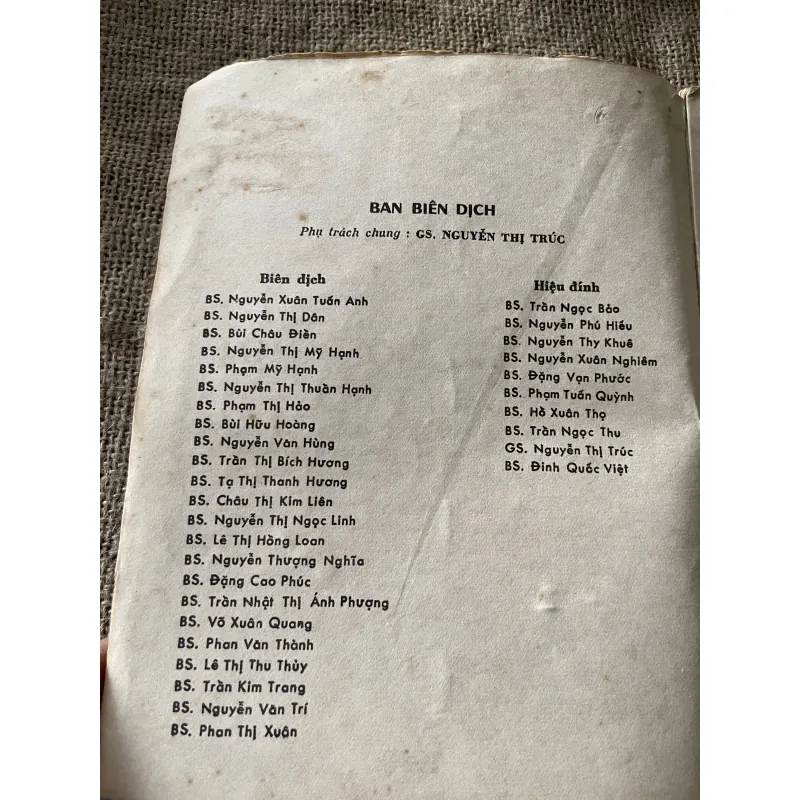 BAN BIÊN DỊCH
Phụ trách chung : GS. NGUYỄN THỊ TRÚC
Biên dịch
BS. Nguyễn Xuân Tuấn Anh
BS. Nguyễn Thị Dân
BS. Bùi Châu Điền
BS. Nguyễn Thị Mỹ Hạnh
BS. Phạm Mỹ Hạnh
BS. Nguyễn Thị Thuần Hạnh
BS. Phạm Thị Hảo
BS. Bùi Hữu Hoàng
BS. Nguyễn Văn Hùng
BS. Trần Thị Bích Hương
BS. Tạ Thị Thanh Hương
BS. Châu Thị Kim Liên
BS. Nguyễn Thị Ngọc Linh
BS. Lê Thị Hồng Loan
BS. Nguyễn Thượng Nghĩa
BS. Đặng Cao Phúc
BS. Trần Nhật Thị Ánh Phượng
BS. Võ Xuân Quang
BS. Phan Văn Thành
BS. Lê Thị Thu Thủy
BS. Trần Kim Trang
BS. Nguyễn Văn Trí
BS. Phan Thị Xuân
Hiệu đính
BS. Trần Ngọc Bảo
BS. Nguyễn Phú Hiếu
BS. Nguyễn Thy Khuê
BS. Nguyễn Xuân Nghiêm
BS. Đặng Vạn Phước
BS. Phạm Tuấn Quỳnh
BS. Hồ Xuân Thọ
BS. Trần Ngọc Thu
GS. Nguyễn Thị Trúc
BS. Đinh Quốc Việt